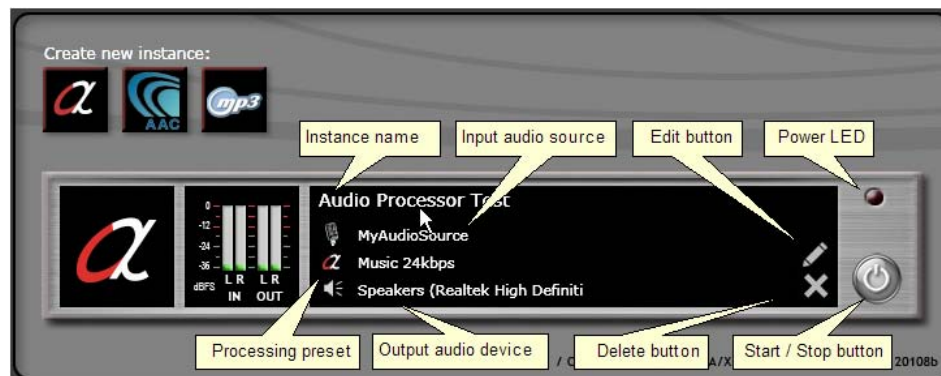 Create new instance:
α
AAC
mp3
Instance name
Input audio source
Edit button
Power LED
Audio Processor Test
MyAudioSource
α Music 24kbps
Speakers (Realtek High Definiti
α
0
-12
-24
-36
dBFS
L R L R
IN OUT
Processing preset
Output audio device
Delete button
Start / Stop button
A/X
20108b